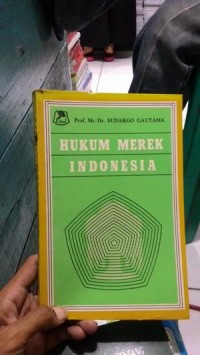 Prof. Mr. Dr. SUDARGO GAUTAMA
HUKUM MEREK
INDONESIA